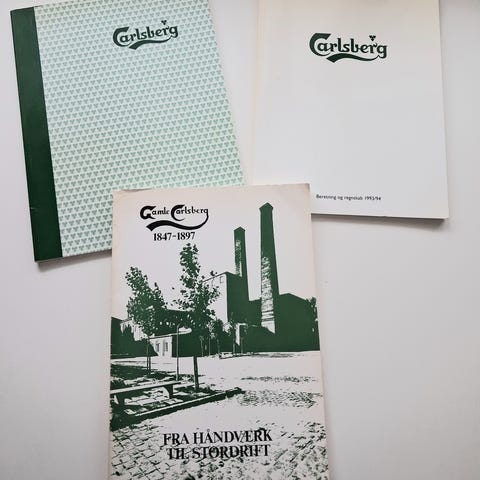 Carlsberg
Carlsberg
Beretning og regnskab 1993/94
Gamle Carlsberg
1847-1897
FRA HÅNDVÆRK
TIL STORDRIFT